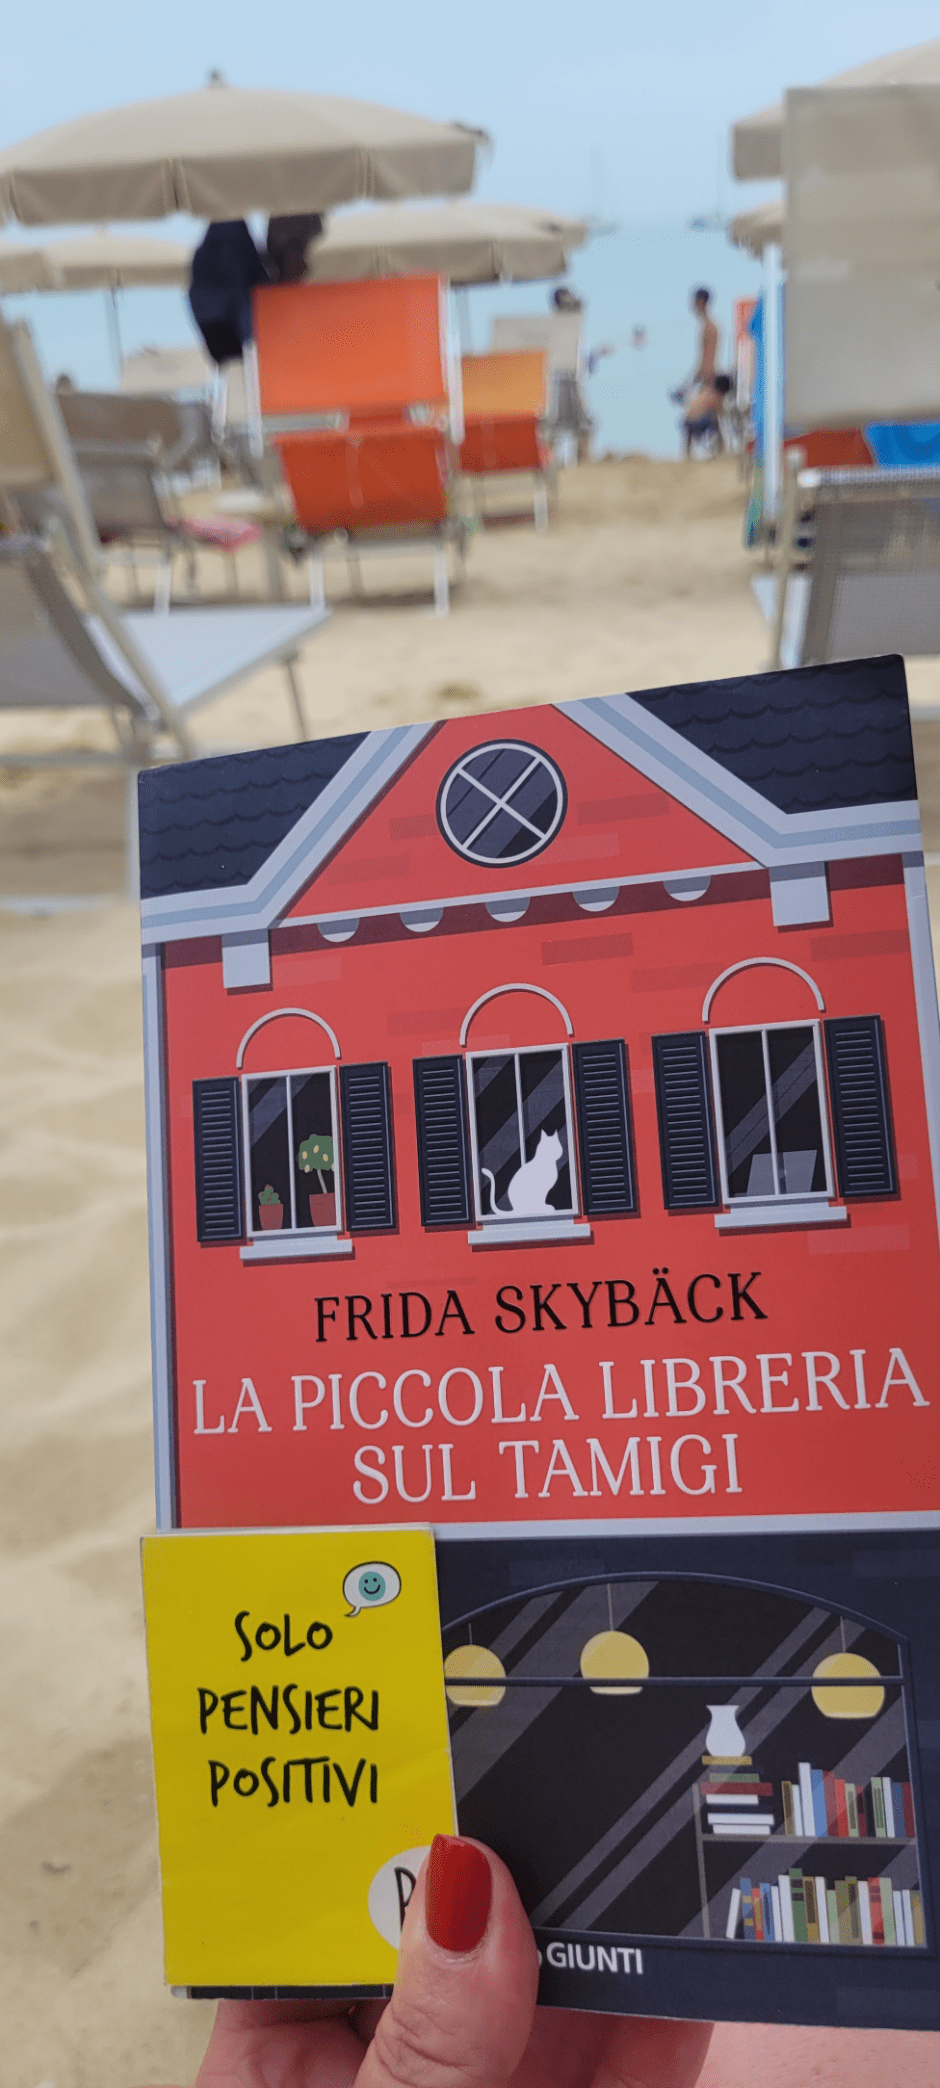 FRIDA SKYBÄCK
LA PICCOLA LIBRERIA
SUL TAMIGI
SOLO
PENSIERI
POSITIVI
GIUNTI